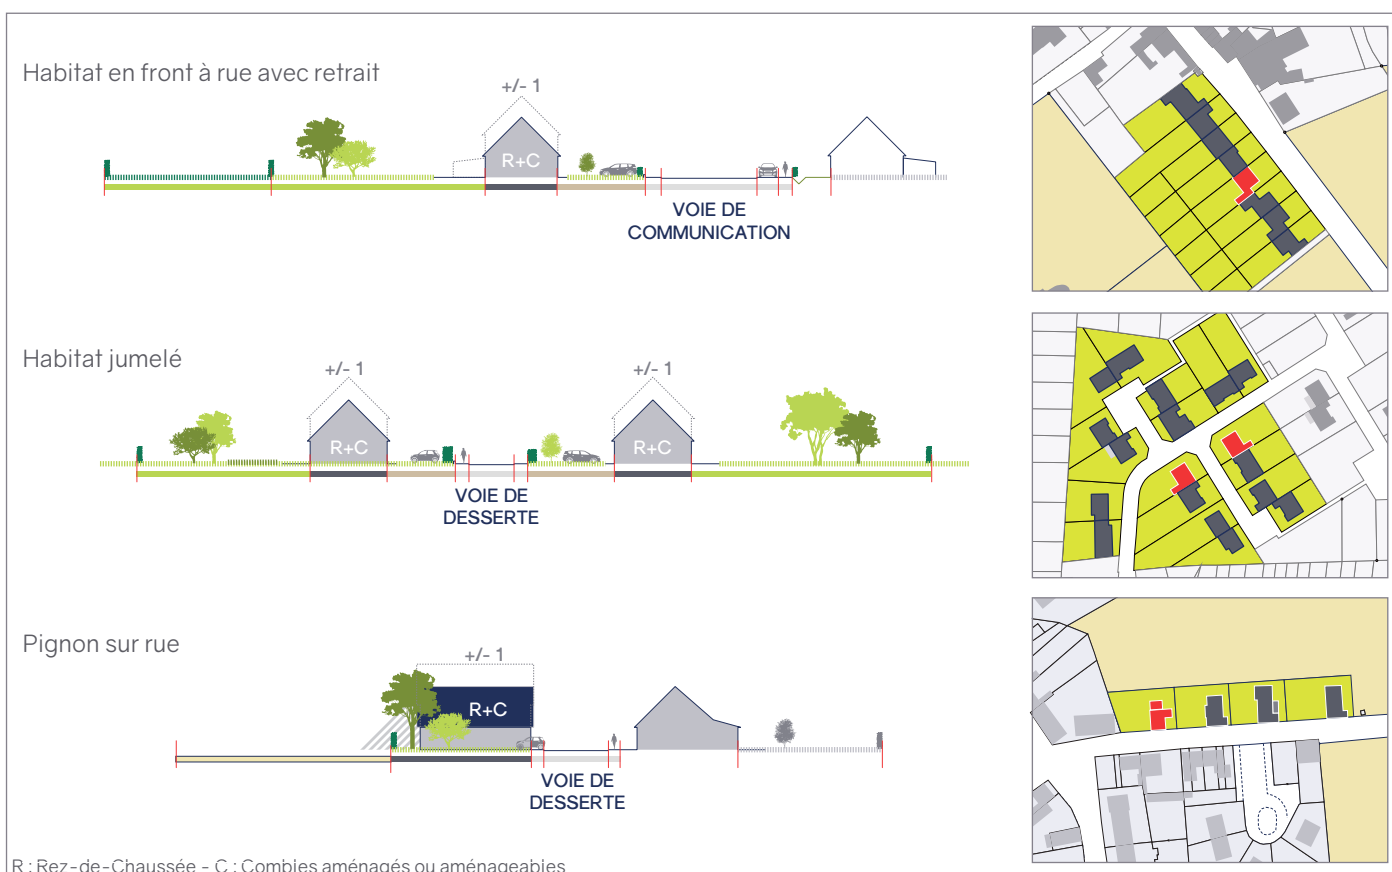 Habitat en front à rue avec retrait
+/- 1
R+C
VOIE DE
COMMUNICATION
Habitat jumelé
+/- 1
+/- 1
R+C
R+C
VOIE DE
DESSERTE
Pignon sur rue
+/- 1
R+C
VOIE DE
DESSERTE
R : Rez-de-Chaussée - C : Combles aménagés ou aménageables